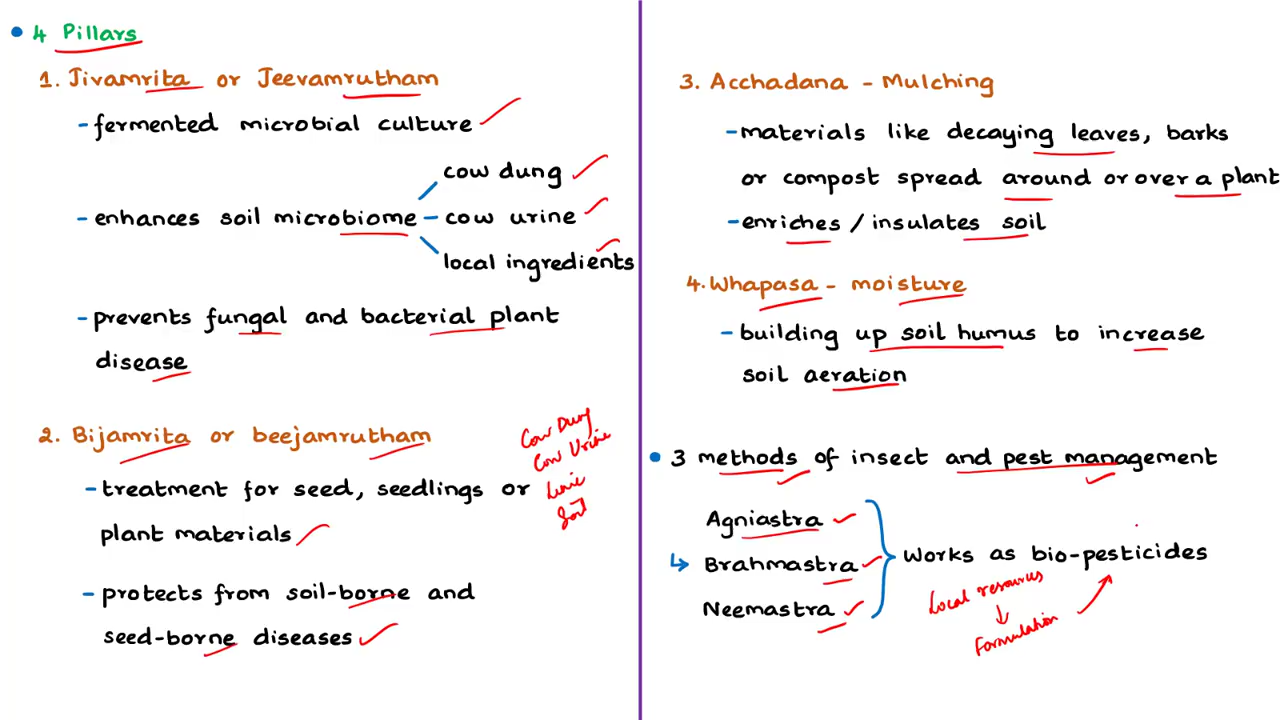 4 Pillars
1. Jivamrita or Jeevamrutham
-fermented microbial culture
-enhances soil microbiome
cow dung
cow urine
local ingredients
-prevents fungal and bacterial plant
disease
2. Bijamrita or beejamrutham
-treatment for seed, seedlings or
plant materials
-protects from soil-borne and
seed-borne diseases
Cow Dung
Cow Urine
Lime
Soil
3. Acchadana - Mulching
-materials like decaying leaves, barks
or compost spread around or over a plant
-enriches / insulates soil
4. Whapasa - moisture
-building up soil humus to increase
soil aeration
3 methods of insect and pest management
Agniastra
Brahmastra
Neemastra
Works as bio-pesticides
Local resources
Formulation